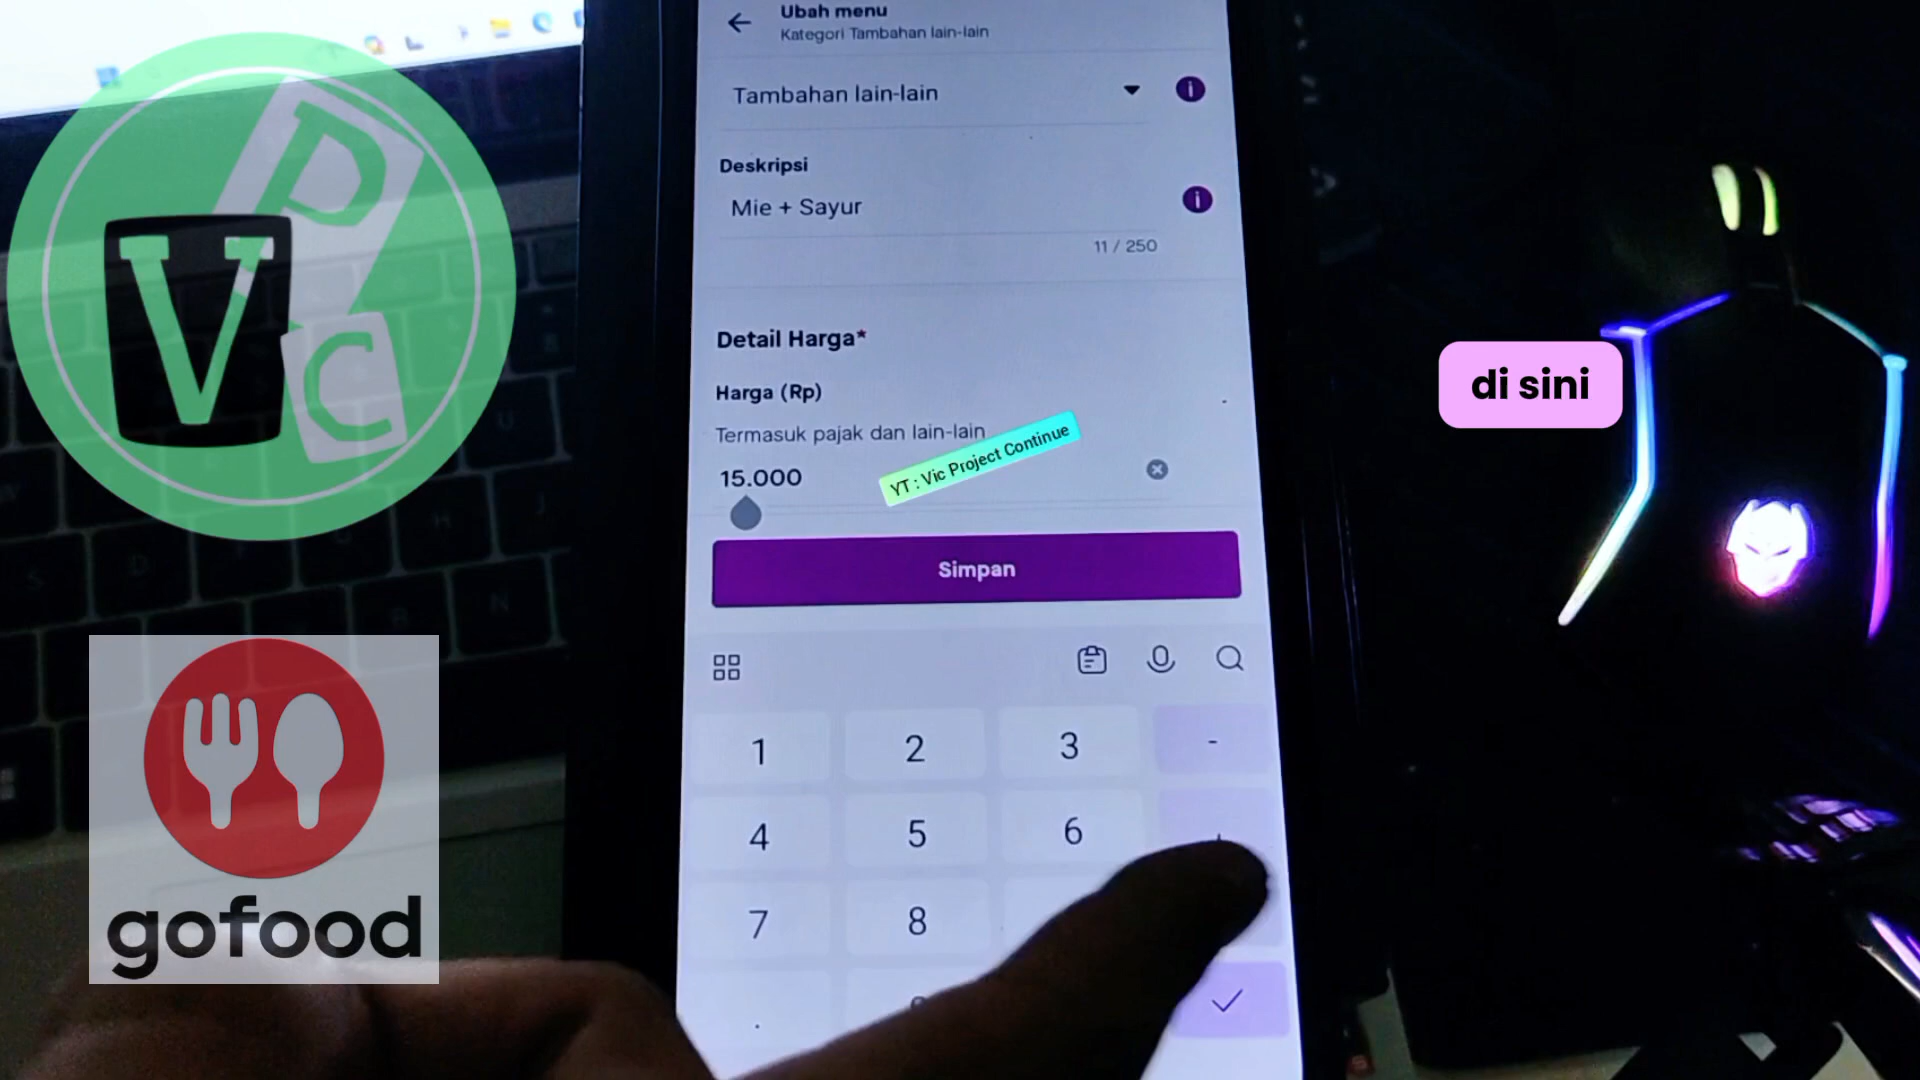 Ubah menu
Kategori Tambahan lain-lain
Tambahan lain-lain
Deskripsi
Mie + Sayur
11 / 250
Detail Harga*
Harga (Rp)
Termasuk pajak dan lain-lain
15.000
YT : Vic Project Continue
Simpan
1 2 3 -
4 5 6
7 8
.
VPC
gofood
di sini